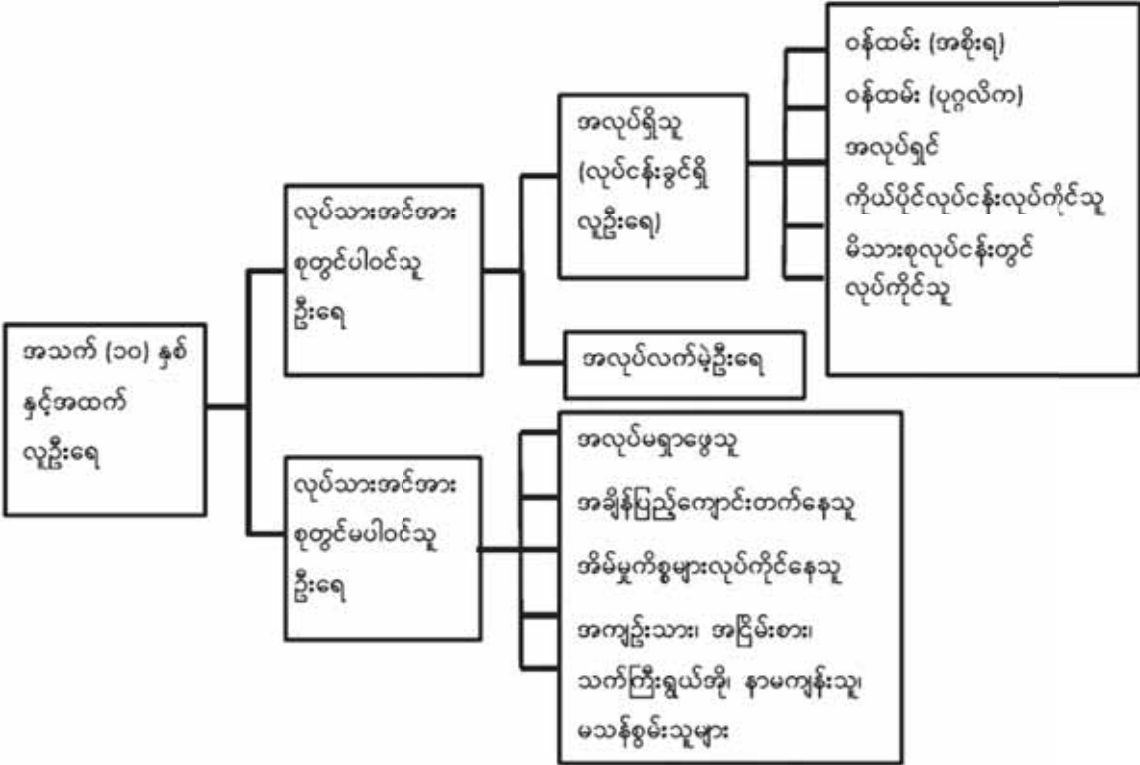 အသက် (၁၀) နှစ်
နှင့်အထက်
လူဦးရေ
လုပ်သားအင်အား
စုတွင်ပါဝင်သူ
ဦးရေ
လုပ်သားအင်အား
စုတွင်မပါဝင်သူ
ဦးရေ
အလုပ်ရှိသူ
(လုပ်ငန်းခွင်ရှိ
လူဦးရေ)
အလုပ်လက်မဲ့ဦးရေ
ဝန်ထမ်း (အစိုးရ)
ဝန်ထမ်း (ပုဂ္ဂလိက)
အလုပ်ရှင်
ကိုယ်ပိုင်လုပ်ငန်းလုပ်ကိုင်သူ
မိသားစုလုပ်ငန်းတွင်
လုပ်ကိုင်သူ
အလုပ်မရှာဖွေသူ
အချိန်ပြည့်ကျောင်းတက်နေသူ
အိမ်မှုကိစ္စများလုပ်ကိုင်နေသူ
အကျဉ်းသား၊ အငြိမ်းစား၊
သက်ကြီးရွယ်အို၊ နာမကျန်းသူ၊
မသန်စွမ်းသူများ